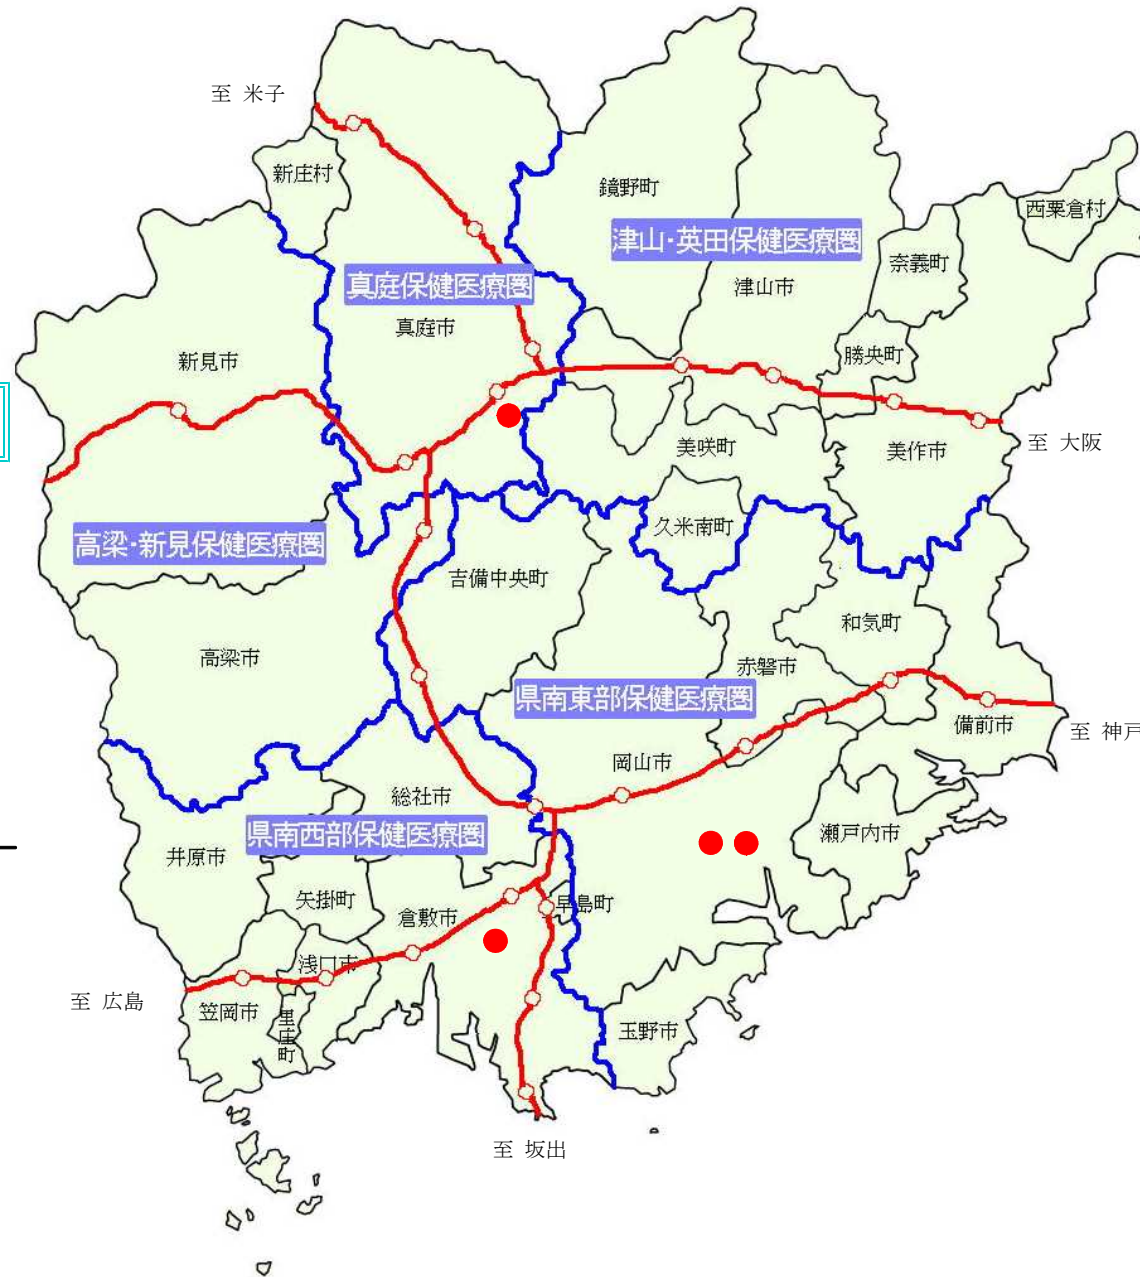 至 米子
新庄村
鏡野町
西粟倉村
津山・英田保健医療圏
奈義町
真庭保健医療圏
津山市
真庭市
新見市
勝央町
至 大阪
美咲町
美作市
久米南町
高梁・新見保健医療圏
吉備中央町
和気町
高梁市
赤磐市
県南東部保健医療圏
備前市
至 神戸
岡山市
総社市
県南西部保健医療圏
瀬戸内市
井原市
矢掛町
早島町
倉敷市
浅口市
至 広島
笠岡市
里庄町
玉野市
至 坂出